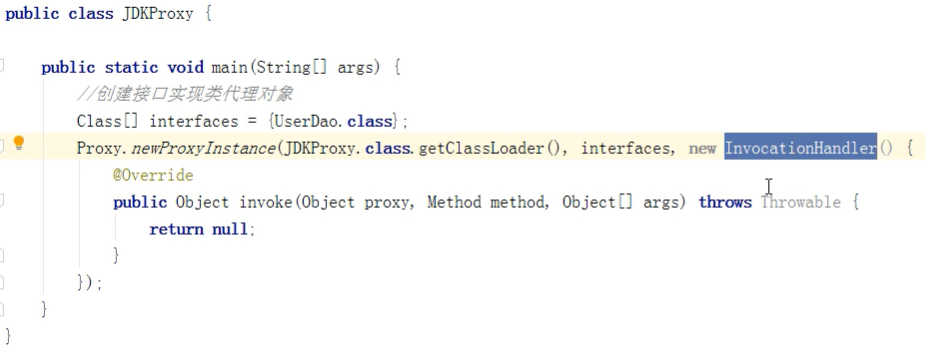 public class JDKProxy {
public static void main(String[] args) {
//创建接口实现类代理对象
Class[] interfaces = {UserDao.class};
Proxy.newProxyInstance(JDKProxy.class.getClassLoader(), interfaces, new InvocationHandler() {
@Override
public Object invoke(Object proxy, Method method, Object[] args) throws Throwable {
return null;
}
});
}
}